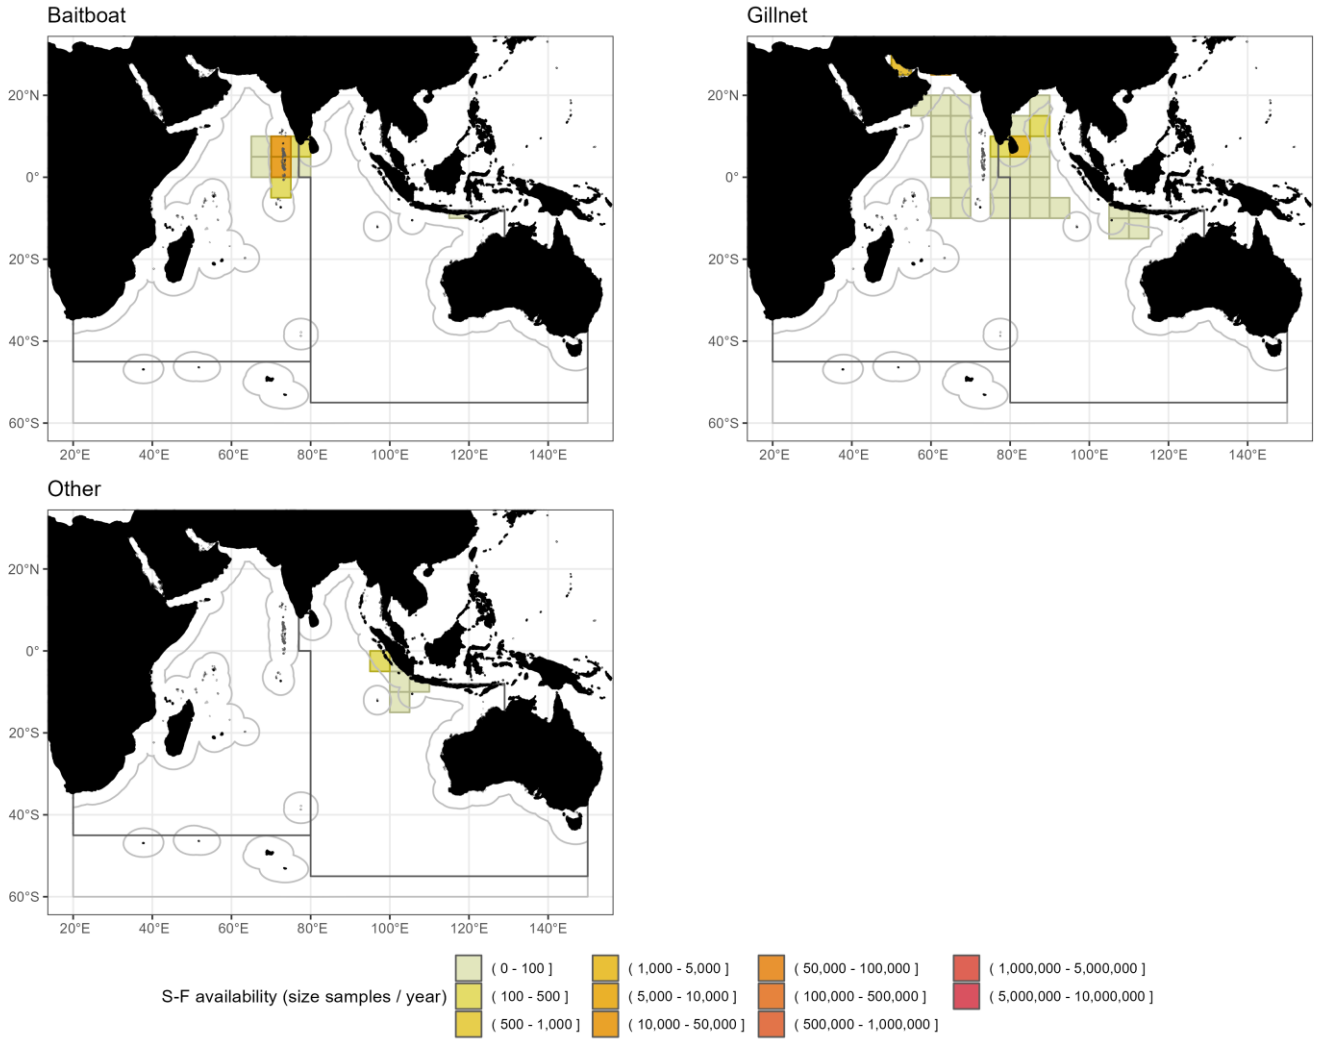 Baitboat
20°N
0°
20°S
40°S
60°S
20°E 40°E 60°E 80°E 100°E 120°E 140°E
Gillnet
20°N
0°
20°S
40°S
60°S
20°E 40°E 60°E 80°E 100°E 120°E 140°E
Other
20°N
0°
20°S
40°S
60°S
20°E 40°E 60°E 80°E 100°E 120°E 140°E
S-F availability (size samples / year)
( 0 - 100 ]
( 100 - 500 ]
( 500 - 1,000 ]
( 1,000 - 5,000 ]
( 5,000 - 10,000 ]
( 10,000 - 50,000 ]
( 50,000 - 100,000 ]
( 100,000 - 500,000 ]
( 500,000 - 1,000,000 ]
( 1,000,000 - 5,000,000 ]
( 5,000,000 - 10,000,000 ]